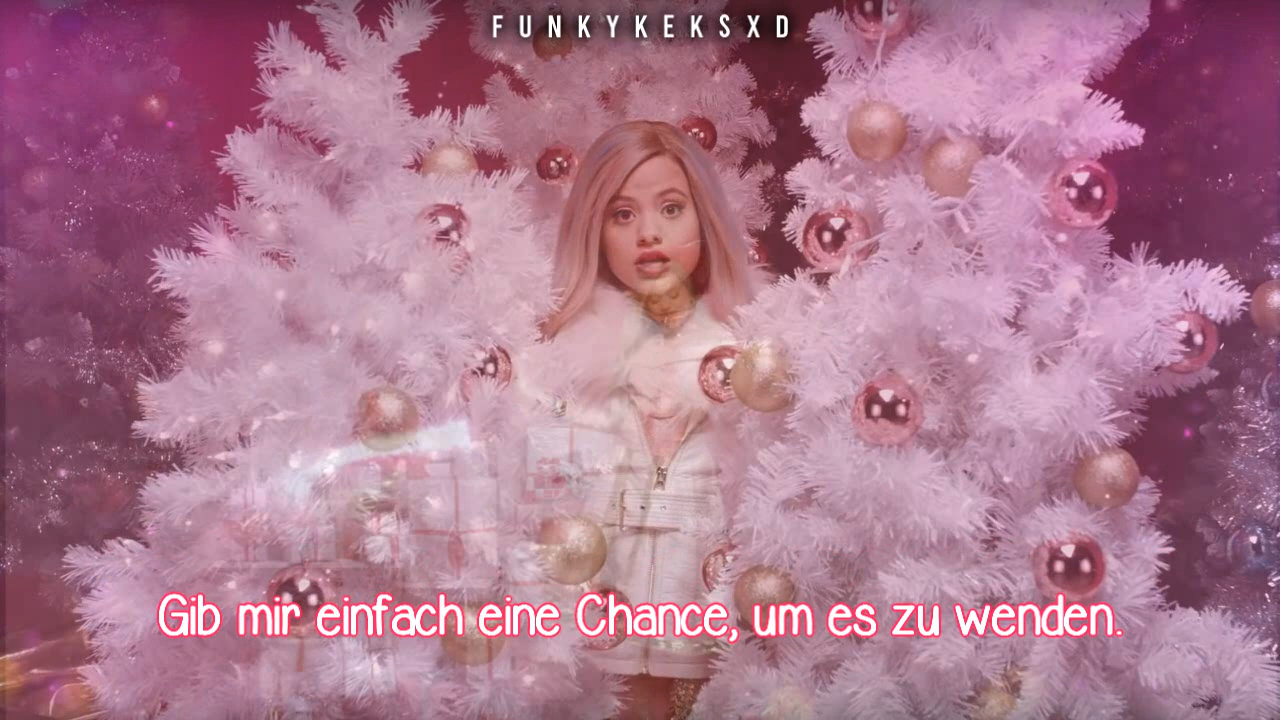 FUNKYKEKSXD
Gib mir einfach eine Chance, um es zu wenden.